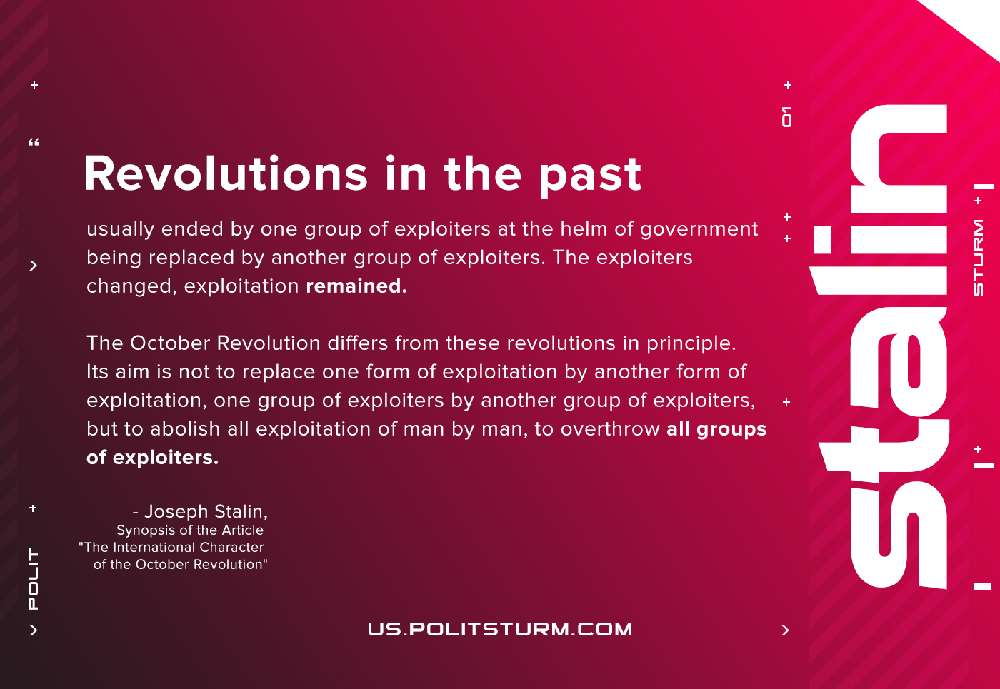 “
Revolutions in the past
usually ended by one group of exploiters at the helm of government
being replaced by another group of exploiters. The exploiters
changed, exploitation remained.
The October Revolution differs from these revolutions in principle.
Its aim is not to replace one form of exploitation by another form of
exploitation, one group of exploiters by another group of exploiters,
but to abolish all exploitation of man by man, to overthrow all groups
of exploiters.
- Joseph Stalin,
Synopsis of the Article
"The International Character
of the October Revolution"
POLIT
US.POLITSTURM.COM
01
stalin
STURM